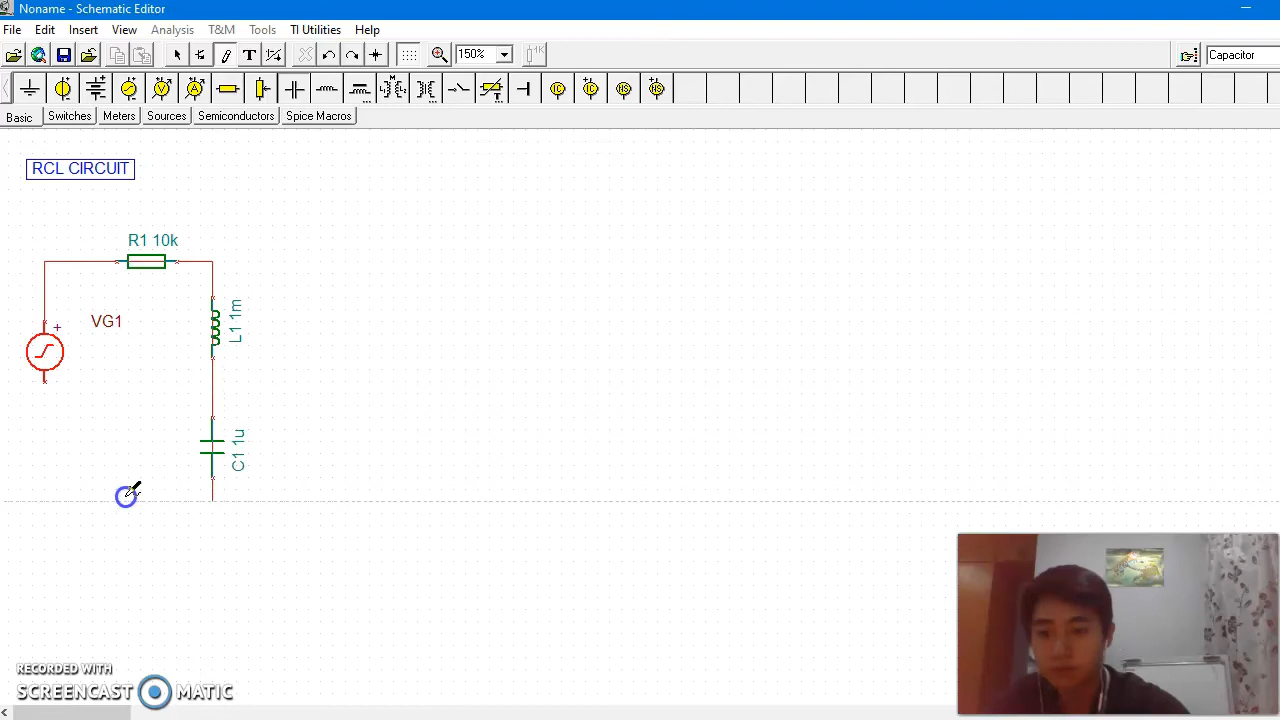 Noname - Schematic Editor
File Edit Insert View Analysis T&M Tools TI Utilities Help
150% Capacitor
Basic Switches Meters Sources Semiconductors Spice Macros
RCL CIRCUIT
R1 10k
VG1
L1 1m
C1 1u
RECORDED WITH
SCREENCAST MATIC